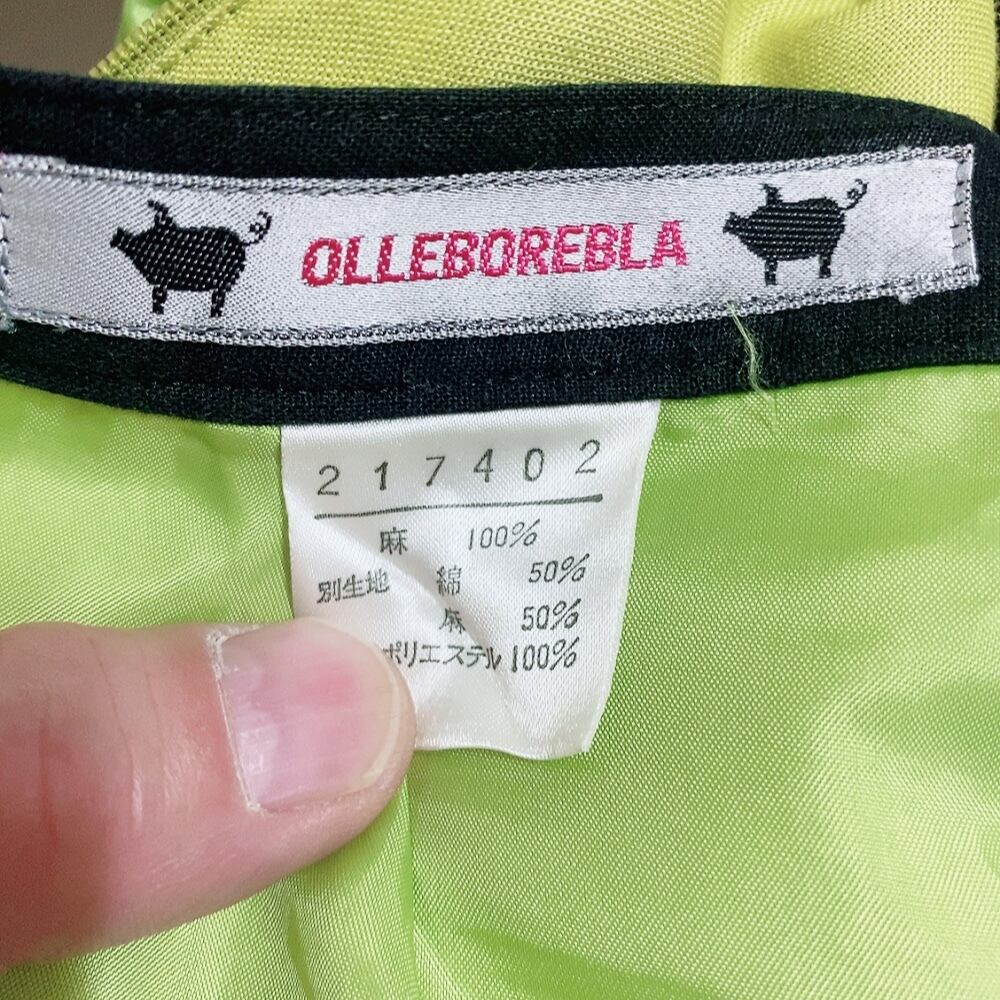 OLLEBOREBLA
217402
麻 100%
別生地 綿 50%
麻 50%
ポリエステル 100%